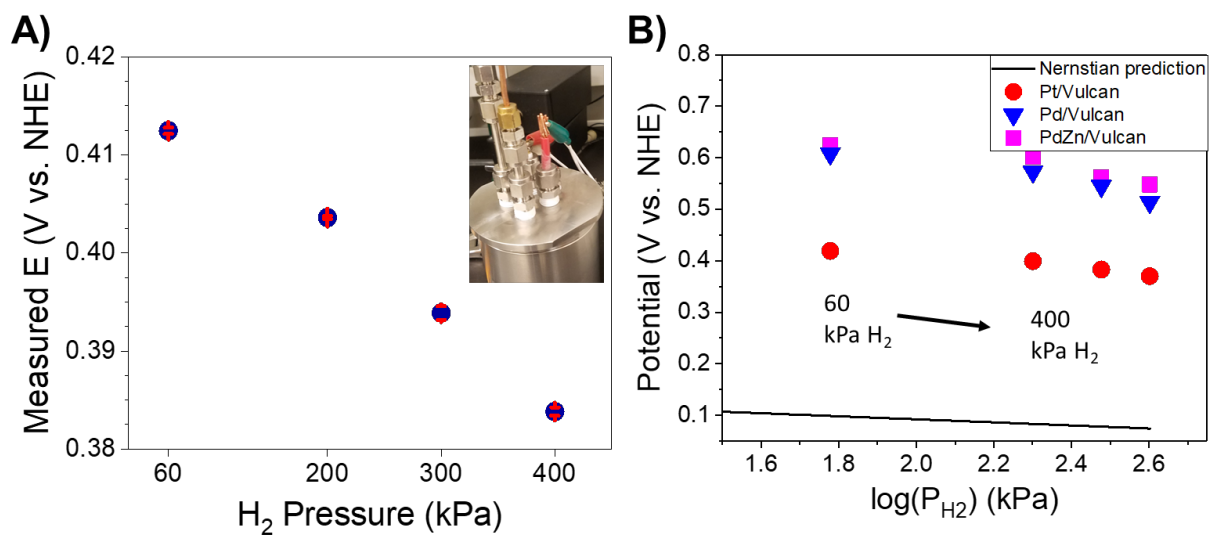 A)
0.42
0.41
0.40
0.39
0.38
Measured E (V vs. NHE)
60
200
300
400
H₂ Pressure (kPa)
B)
0.8
0.7
0.6
0.5
0.4
0.3
0.2
0.1
Potential (V vs. NHE)
Nernstian prediction
Pt/Vulcan
Pd/Vulcan
PdZn/Vulcan
60
kPa H₂
400
kPa H₂
1.6
1.8
2.0
2.2
2.4
2.6
log(P_H2) (kPa)